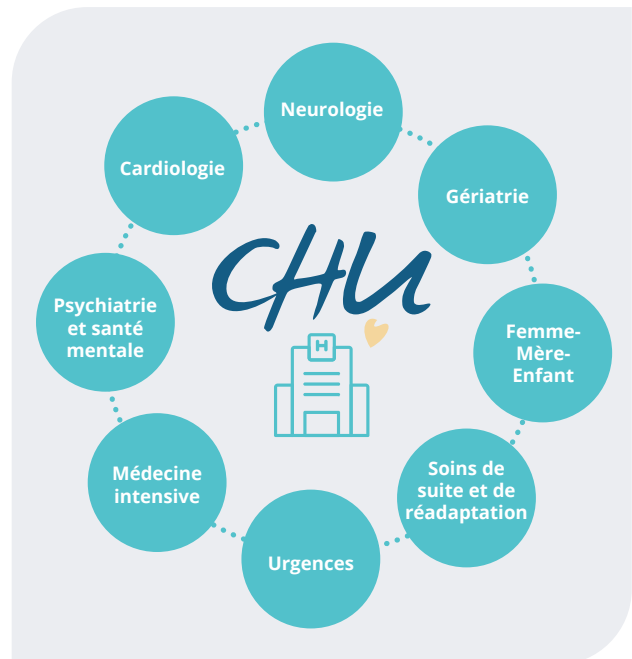 Neurologie
Cardiologie
Gériatrie
CHU
Psychiatrie
et santé
mentale
Femme-
Mère-
Enfant
H
Médecine
intensive
Soins de
suite et de
réadaptation
Urgences